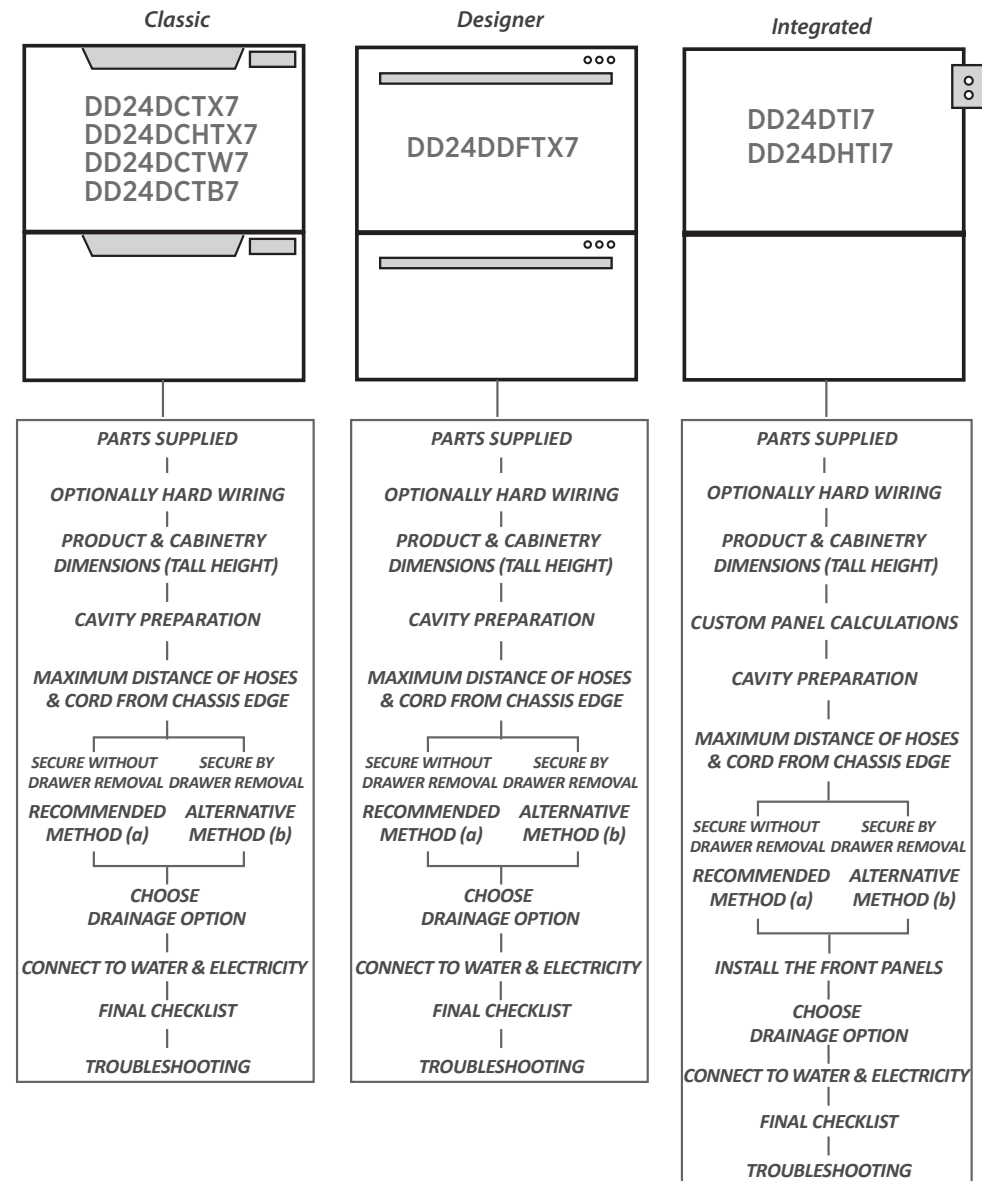 Classic
DD24DCTX7
DD24DCHTX7
DD24DCTW7
DD24DCTB7
PARTS SUPPLIED
OPTIONALLY HARD WIRING
PRODUCT & CABINETRY
DIMENSIONS (TALL HEIGHT)
CAVITY PREPARATION
MAXIMUM DISTANCE OF HOSES
& CORD FROM CHASSIS EDGE
SECURE WITHOUT
DRAWER REMOVAL
RECOMMENDED
METHOD (a)
SECURE BY
DRAWER REMOVAL
ALTERNATIVE
METHOD (b)
CHOOSE
DRAINAGE OPTION
CONNECT TO WATER & ELECTRICITY
FINAL CHECKLIST
TROUBLESHOOTING
Designer
DD24DDFTX7
PARTS SUPPLIED
OPTIONALLY HARD WIRING
PRODUCT & CABINETRY
DIMENSIONS (TALL HEIGHT)
CAVITY PREPARATION
MAXIMUM DISTANCE OF HOSES
& CORD FROM CHASSIS EDGE
SECURE WITHOUT
DRAWER REMOVAL
RECOMMENDED
METHOD (a)
SECURE BY
DRAWER REMOVAL
ALTERNATIVE
METHOD (b)
CHOOSE
DRAINAGE OPTION
CONNECT TO WATER & ELECTRICITY
FINAL CHECKLIST
TROUBLESHOOTING
Integrated
DD24DTI7
DD24DHTI7
PARTS SUPPLIED
OPTIONALLY HARD WIRING
PRODUCT & CABINETRY
DIMENSIONS (TALL HEIGHT)
CUSTOM PANEL CALCULATIONS
CAVITY PREPARATION
MAXIMUM DISTANCE OF HOSES
& CORD FROM CHASSIS EDGE
SECURE WITHOUT
DRAWER REMOVAL
RECOMMENDED
METHOD (a)
SECURE BY
DRAWER REMOVAL
ALTERNATIVE
METHOD (b)
INSTALL THE FRONT PANELS
CHOOSE
DRAINAGE OPTION
CONNECT TO WATER & ELECTRICITY
FINAL CHECKLIST
TROUBLESHOOTING